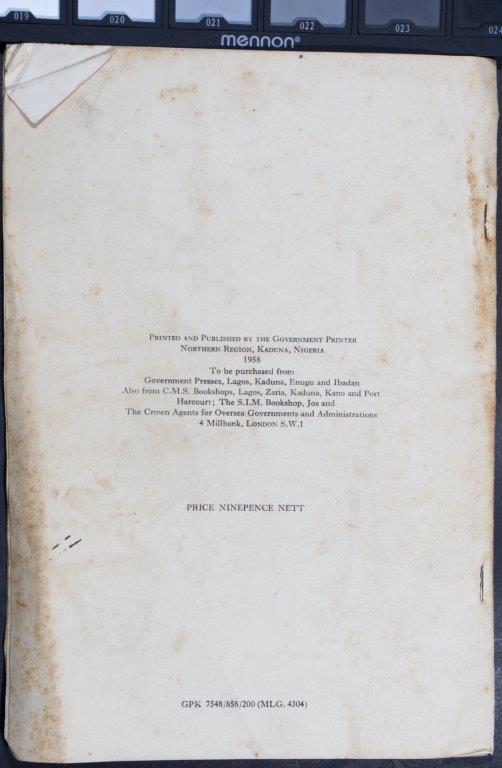 019 020 021 022 023 024
mennon®
PRINTED AND PUBLISHED BY THE GOVERNMENT PRINTER
NORTHERN REGION, KADUNA, NIGERIA
1958
To be purchased from
Government Presses, Lagos, Kaduna, Enugu and Ibadan
Also from C.M.S. Bookshops, Lagos, Zaria, Kaduna, Kano and Port
Harcourt; The S.I.M. Bookshop, Jos and
The Crown Agents for Oversea Governments and Administrations
4 Millbank, LONDON S.W.1
PRICE NINEPENCE NETT
GPK 7548/858/200 (MLG. 4304)